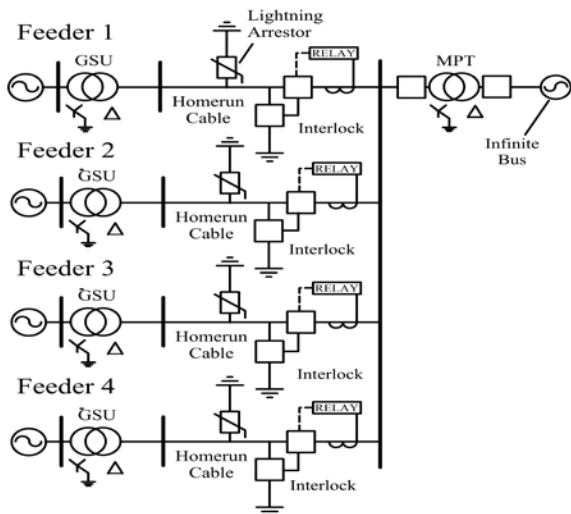 Feeder 1
Lightning
Arrestor
GSU
RELAY
MPT
Homerun
Cable
Interlock
Infinite
Bus
Feeder 2
GSU
RELAY
Homerun
Cable
Interlock
Feeder 3
GSU
RELAY
Homerun
Cable
Interlock
Feeder 4
GSU
RELAY
Homerun
Cable
Interlock